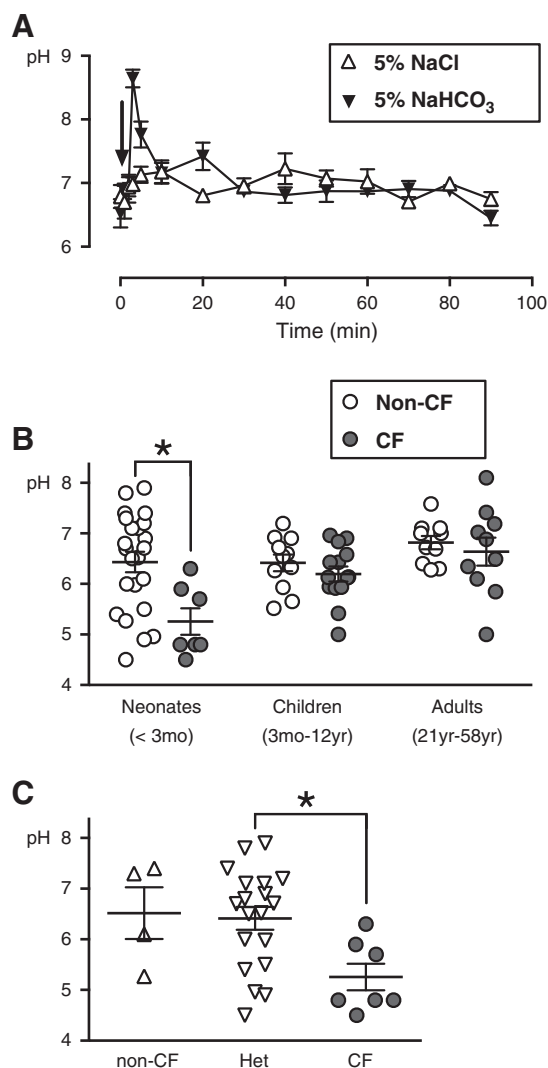 A
pH
9
8
7
6
5% NaCl
5% NaHCO3
0 20 40 60 80 100
Time (min)
B
Non-CF
CF
*
pH
8
7
6
5
4
Neonates Children Adults
(< 3mo) (3mo-12yr) (21yr-58yr)
C
*
pH
8
7
6
5
4
non-CF Het CF